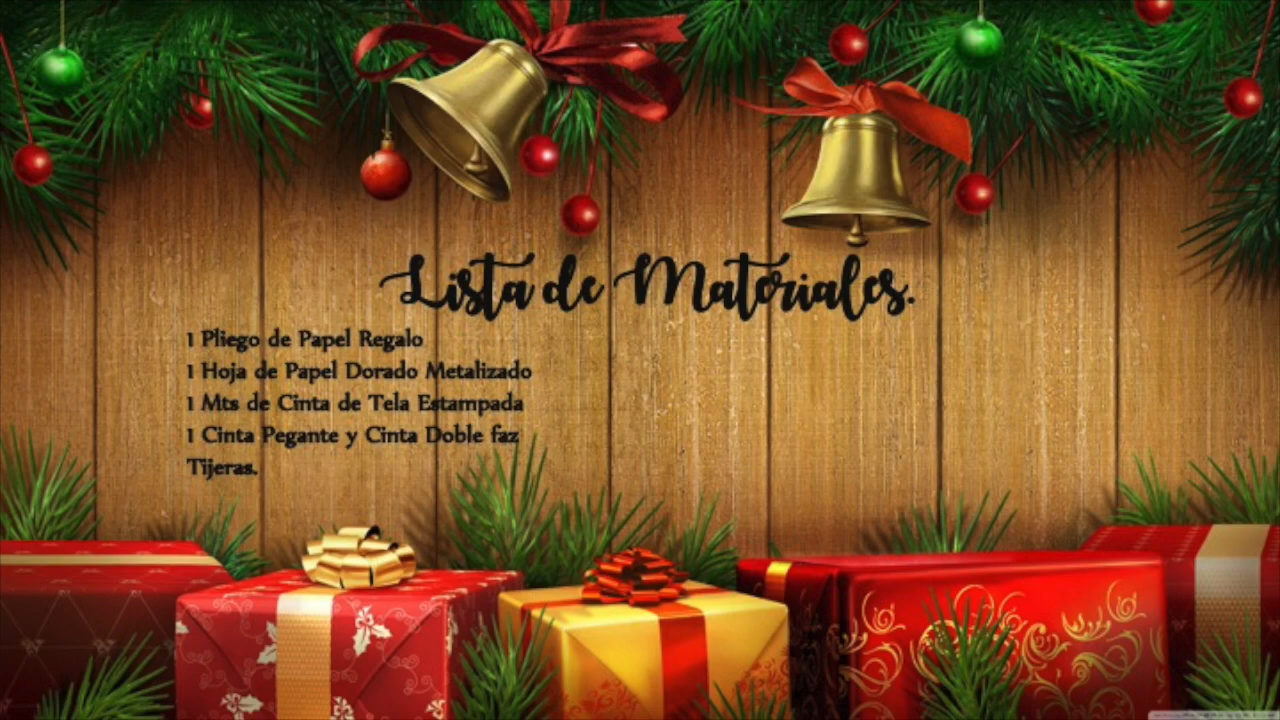 Lista de Materiales.
1 Pliego de Papel Regalo
1 Hoja de Papel Dorado Metalizado
1 Mts de Cinta de Tela Estampada
1 Cinta Pegante y Cinta Doble faz
Tijeras.